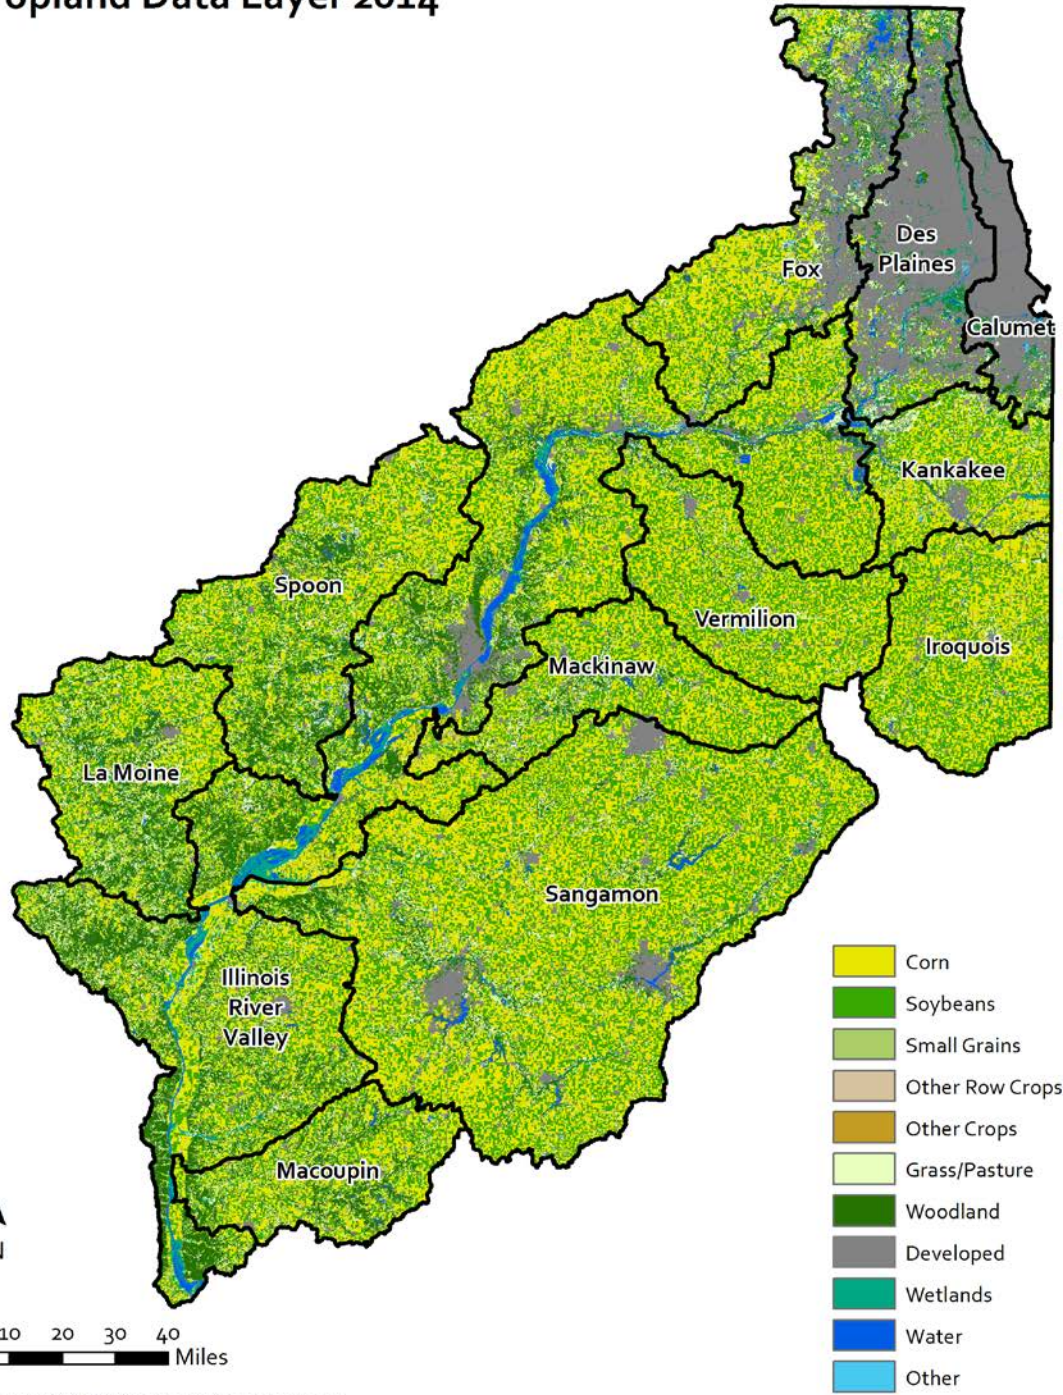 opland Data Layer 2014
Des
Plaines
Fox
Calumet
Kankakee
Spoon
Vermilion
Iroquois
Mackinaw
La Moine
Sangamon
Illinois
River
Valley
Macoupin
N
10 20 30 40
Miles
Corn
Soybeans
Small Grains
Other Row Crops
Other Crops
Grass/Pasture
Woodland
Developed
Wetlands
Water
Other